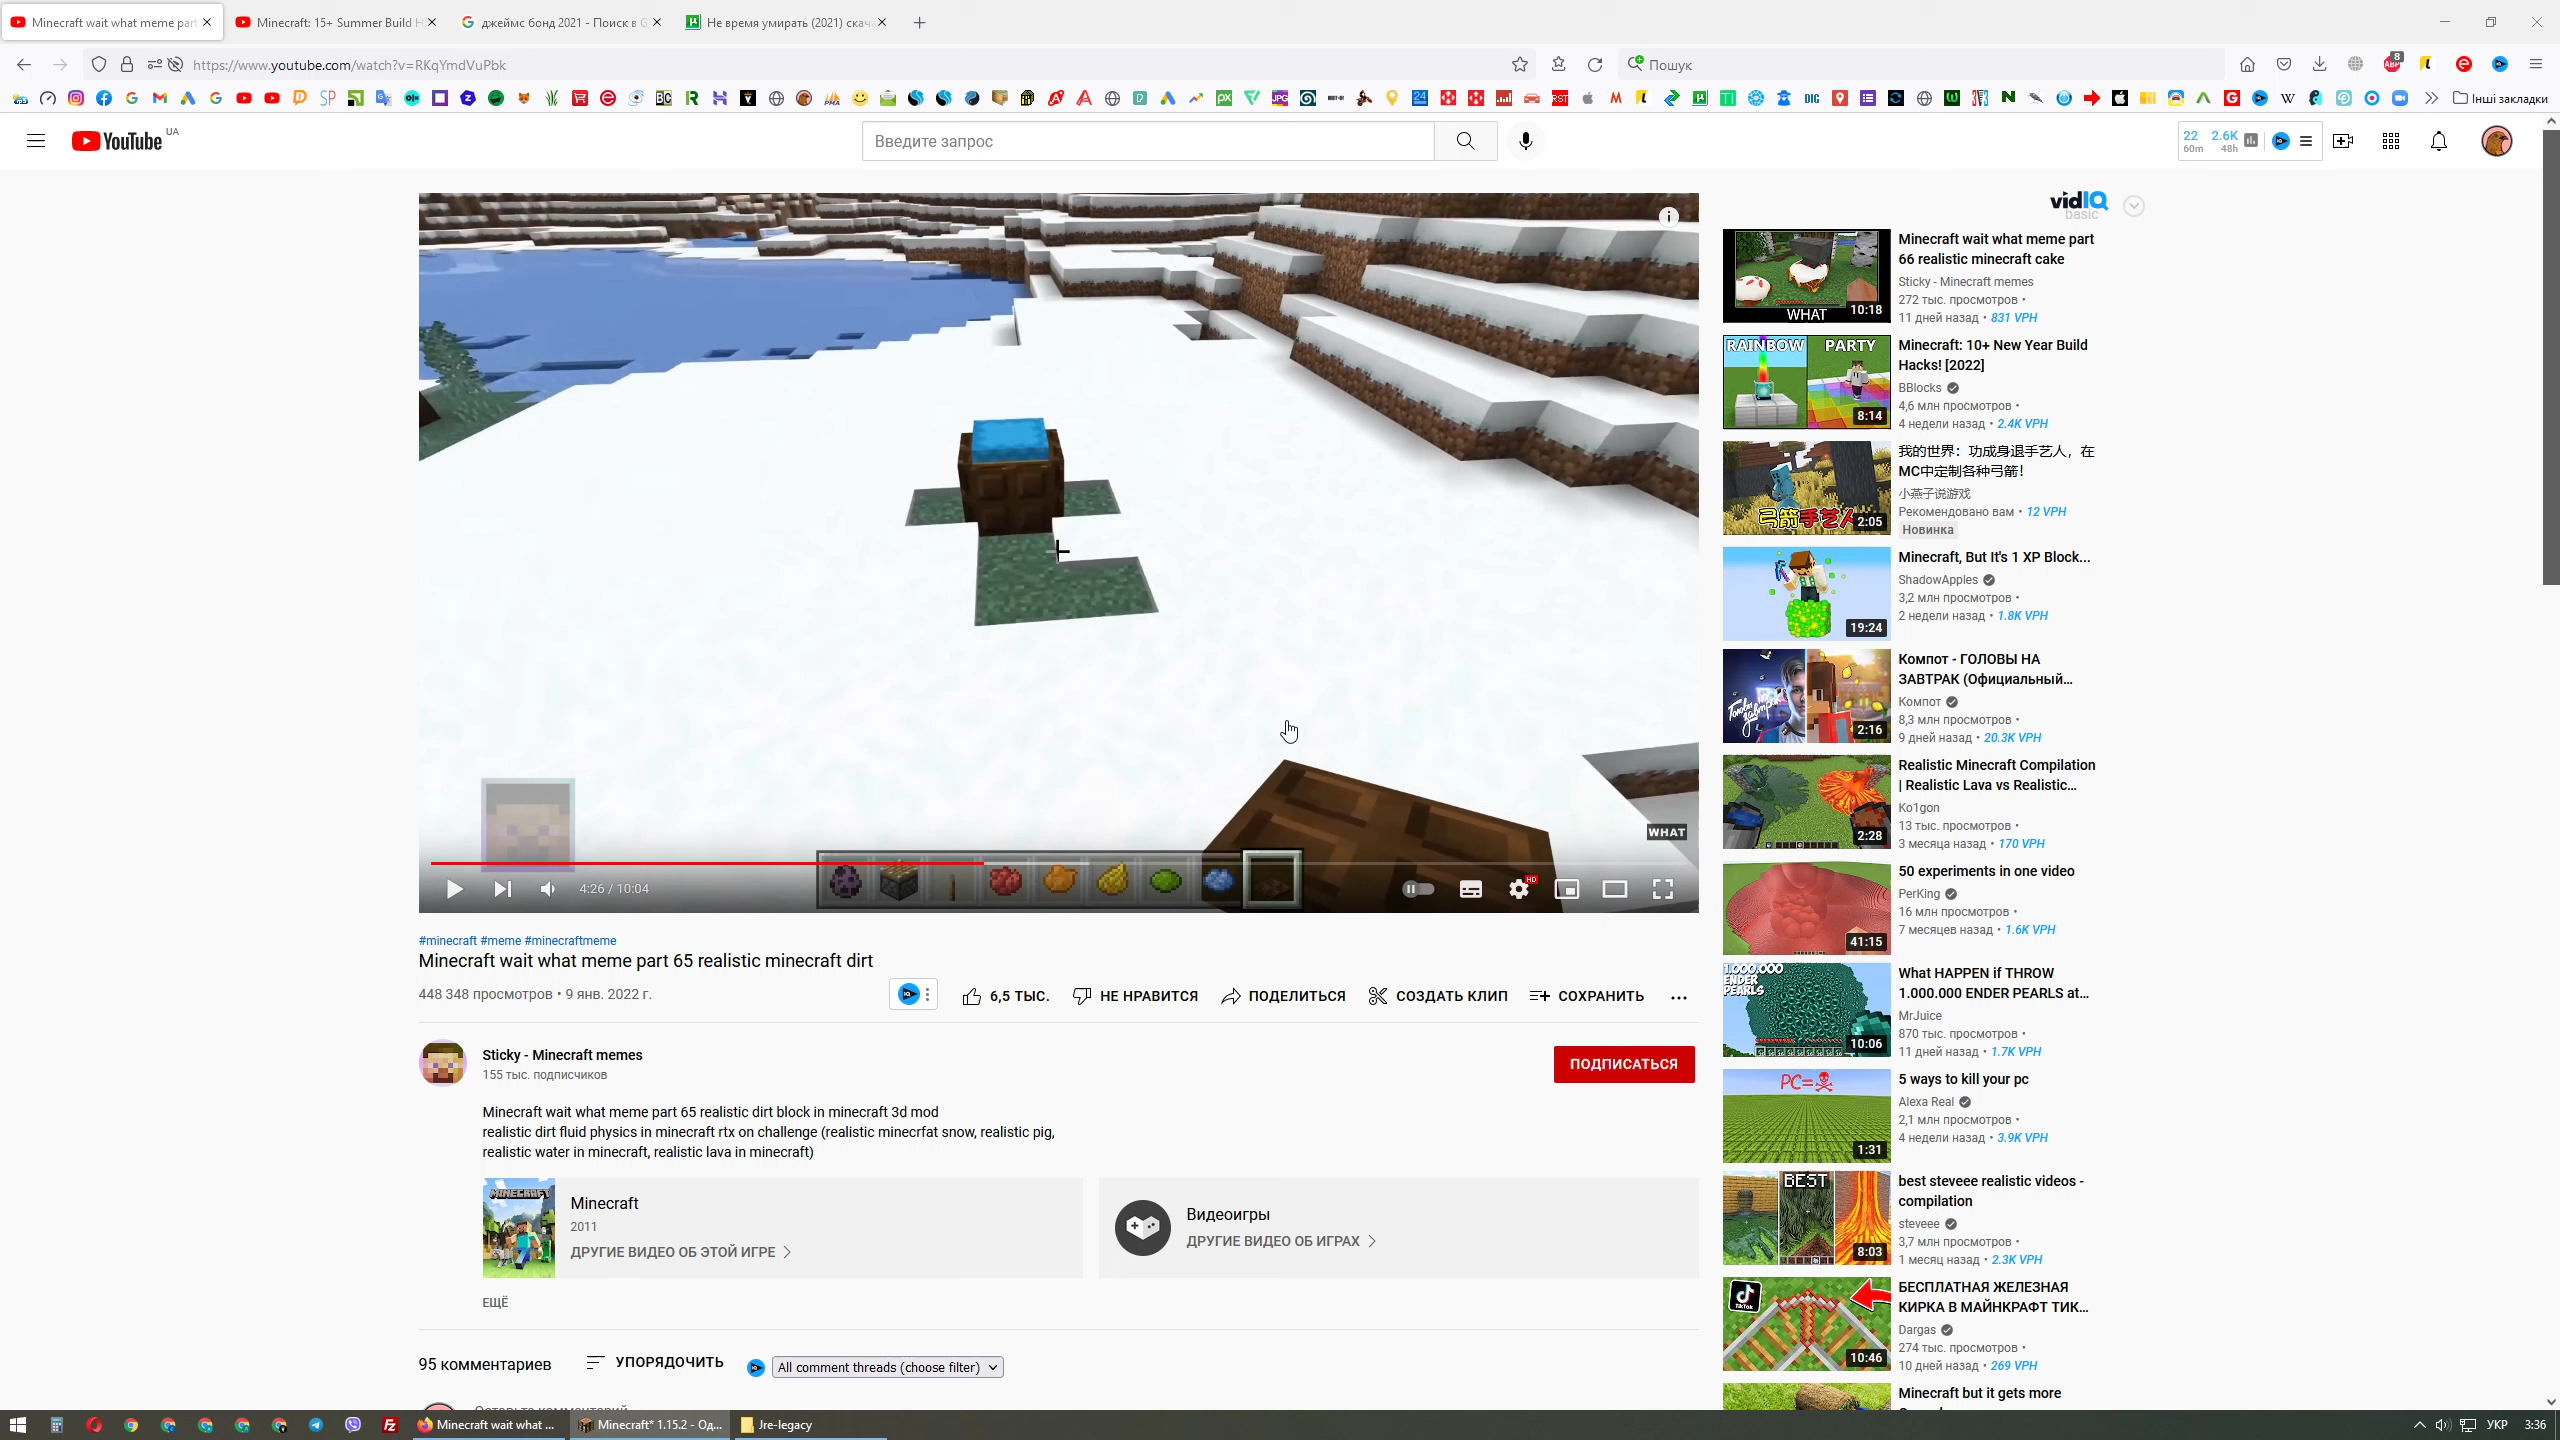 Minecraft wait what meme part
Minecraft: 15+ Summer Build H
джеймс бонд 2021 - Поиск в G
Не время умирать (2021) скач
https://www.youtube.com/watch?v=RKqYmdVuPbk
Пошук
8
Інші закладки
YouTube UA
Введите запрос
22 2.6K
60m 48h
WHAT
4:26 / 10:04
HD
#minecraft #meme #minecraftmeme
Minecraft wait what meme part 65 realistic minecraft dirt
448 348 просмотров • 9 янв. 2022 г.
6,5 ТЫС.
НЕ НРАВИТСЯ
ПОДЕЛИТЬСЯ
СОЗДАТЬ КЛИП
СОХРАНИТЬ
Sticky - Minecraft memes
155 тыс. подписчиков
ПОДПИСАТЬСЯ
Minecraft wait what meme part 65 realistic dirt block in minecraft 3d mod
realistic dirt fluid physics in minecraft rtx on challenge (realistic minecrfat snow, realistic pig,
realistic water in minecraft, realistic lava in minecraft)
MINECRAFT
Minecraft
2011
ДРУГИЕ ВИДЕО ОБ ЭТОЙ ИГРЕ
Видеоигры
ДРУГИЕ ВИДЕО ОБ ИГРАХ
ЕЩЁ
95 комментариев
УПОРЯДОЧИТЬ
All comment threads (choose filter)
vidIQ
basic
WHAT
10:18
Minecraft wait what meme part
66 realistic minecraft cake
Sticky - Minecraft memes
272 тыс. просмотров •
11 дней назад • 831 VPH
RAINBOW PARTY
8:14
Minecraft: 10+ New Year Build
Hacks! [2022]
BBlocks
4,6 млн просмотров •
4 недели назад • 2.4K VPH
弓箭手艺人
2:05
我的世界：功成身退手艺人，在
MC中定制各种弓箭！
小燕子说游戏
Рекомендовано вам • 12 VPH
Новинка
19:24
Minecraft, But It's 1 XP Block...
ShadowApples
3,2 млн просмотров •
2 недели назад • 1.8K VPH
2:16
Компот - ГОЛОВЫ НА
ЗАВТРАК (Официальный...
Компот
8,3 млн просмотров •
9 дней назад • 20.3K VPH
2:28
Realistic Minecraft Compilation
| Realistic Lava vs Realistic...
Ko1gon
13 тыс. просмотров •
3 месяца назад • 170 VPH
41:15
50 experiments in one video
PerKing
16 млн просмотров •
7 месяцев назад • 1.6K VPH
1.000.000
ENDER
PEARLS
10:06
What HAPPEN if THROW
1.000.000 ENDER PEARLS at...
MrJuice
870 тыс. просмотров •
11 дней назад • 1.7K VPH
PC=
1:31
5 ways to kill your pc
Alexa Real
2,1 млн просмотров •
4 недели назад • 3.9K VPH
BEST
8:03
best steveee realistic videos -
compilation
steveee
3,7 млн просмотров •
1 месяц назад • 2.3K VPH
TikTok
10:46
БЕСПЛАТНАЯ ЖЕЛЕЗНАЯ
КИРКА В МАЙНКРАФТ ТИК...
Dargas
274 тыс. просмотров •
10 дней назад • 269 VPH
Minecraft but it gets more
Minecraft wait what ...
Minecraft* 1.15.2 - Од...
Jre-legacy
УКР
3:36